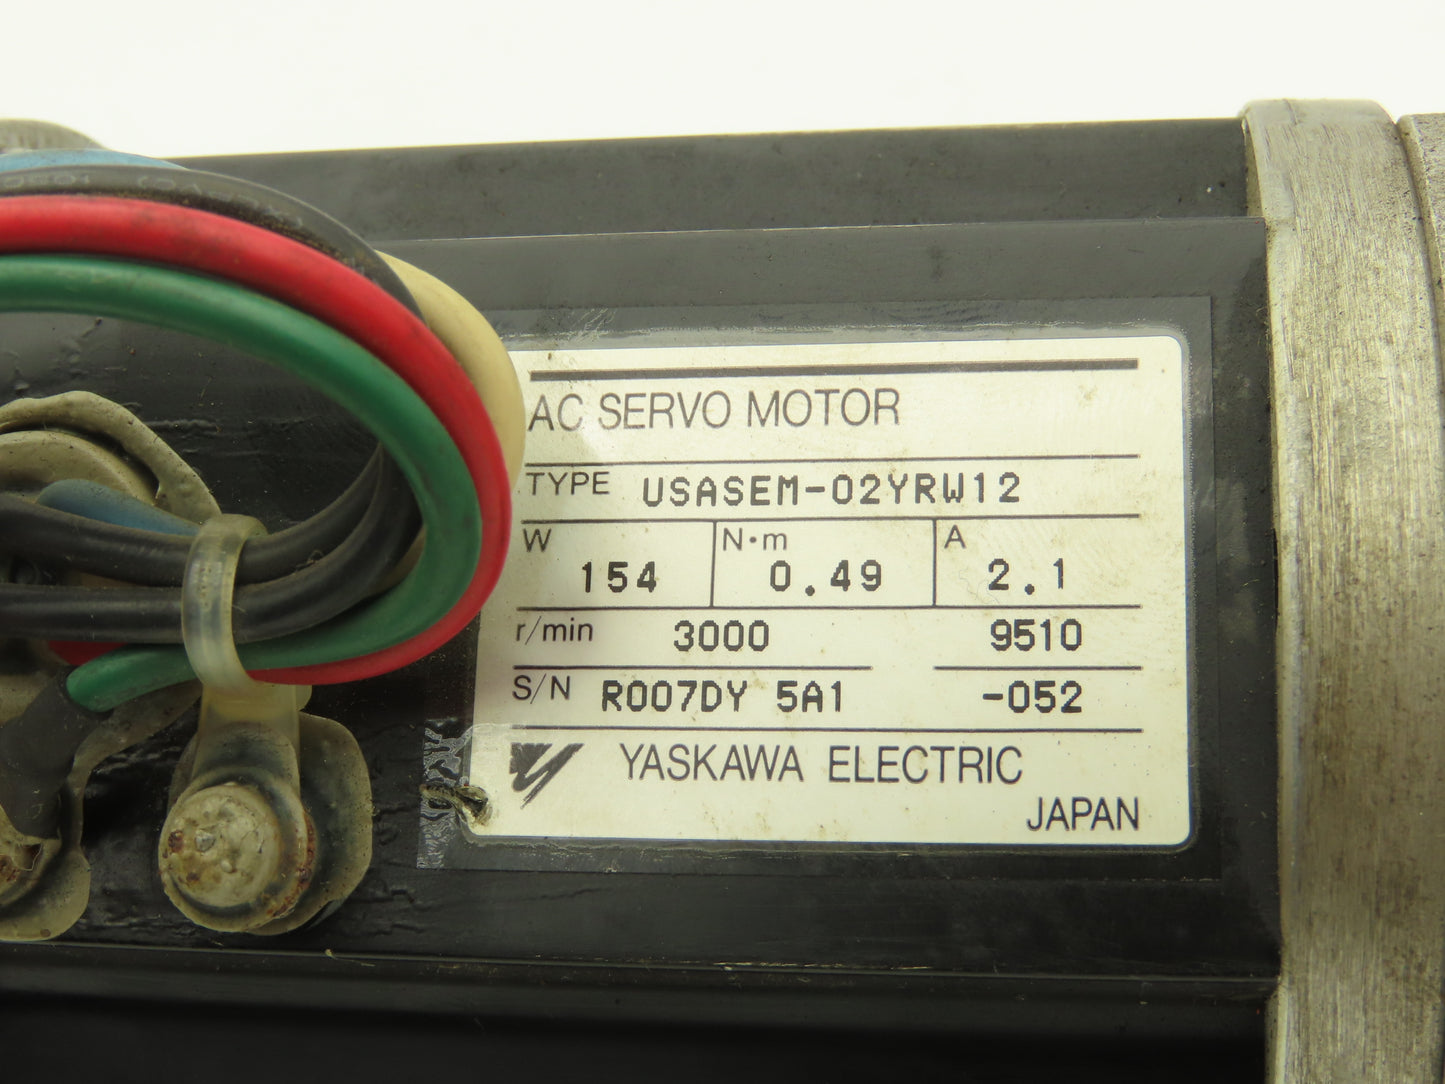 AC SERVO MOTOR
TYPE USASEM-02YRW12
W 154 N·m 0.49 A 2.1
r/min 3000 9510
S/N R007DY 5A1 -052
YASKAWA ELECTRIC
JAPAN